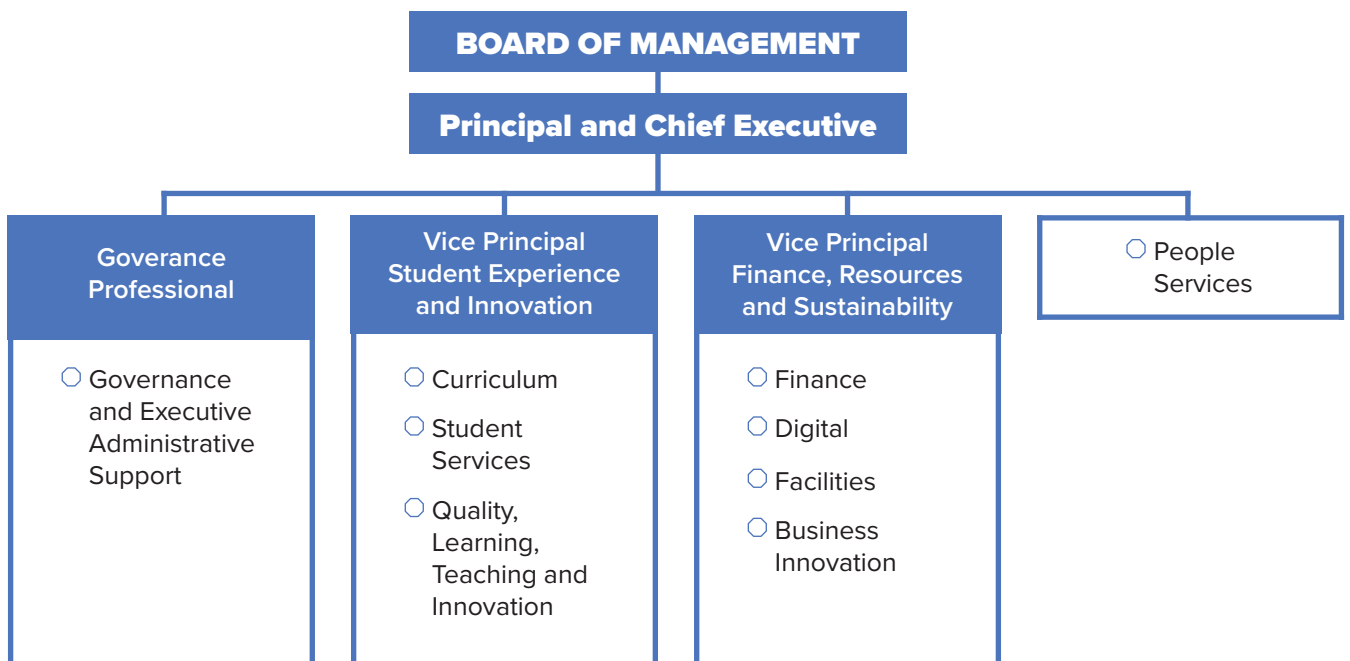 BOARD OF MANAGEMENT
Principal and Chief Executive
Goverance
Professional
Governance
and Executive
Administrative
Support
Vice Principal
Student Experience
and Innovation
Curriculum
Student
Services
Quality,
Learning,
Teaching and
Innovation
Vice Principal
Finance, Resources
and Sustainability
Finance
Digital
Facilities
Business
Innovation
People
Services